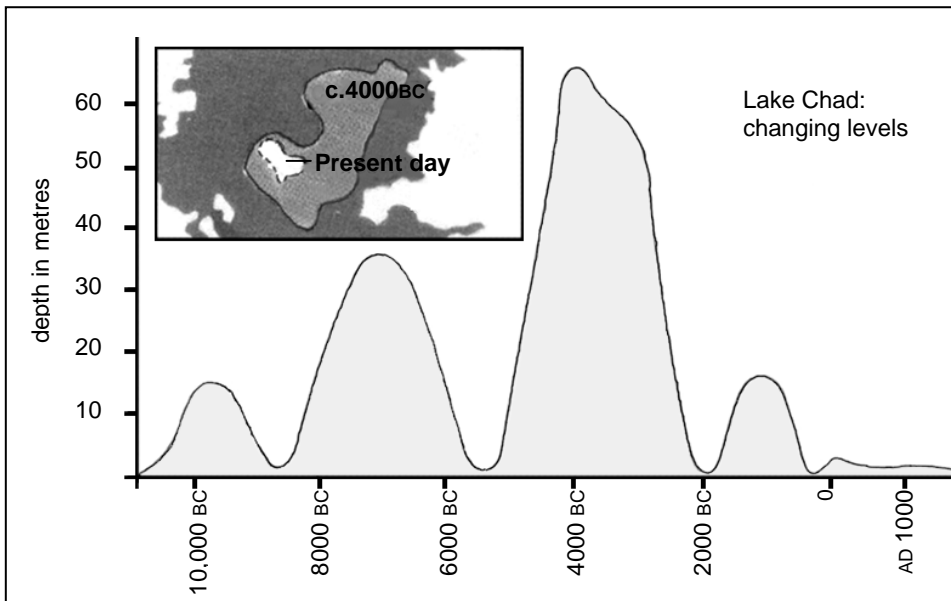 c.4000BC
Present day
Lake Chad:
changing levels
depth in metres
60
50
40
30
20
10
10.000 BC
8000 BC
6000 BC
4000 BC
2000 BC
0
AD 1000